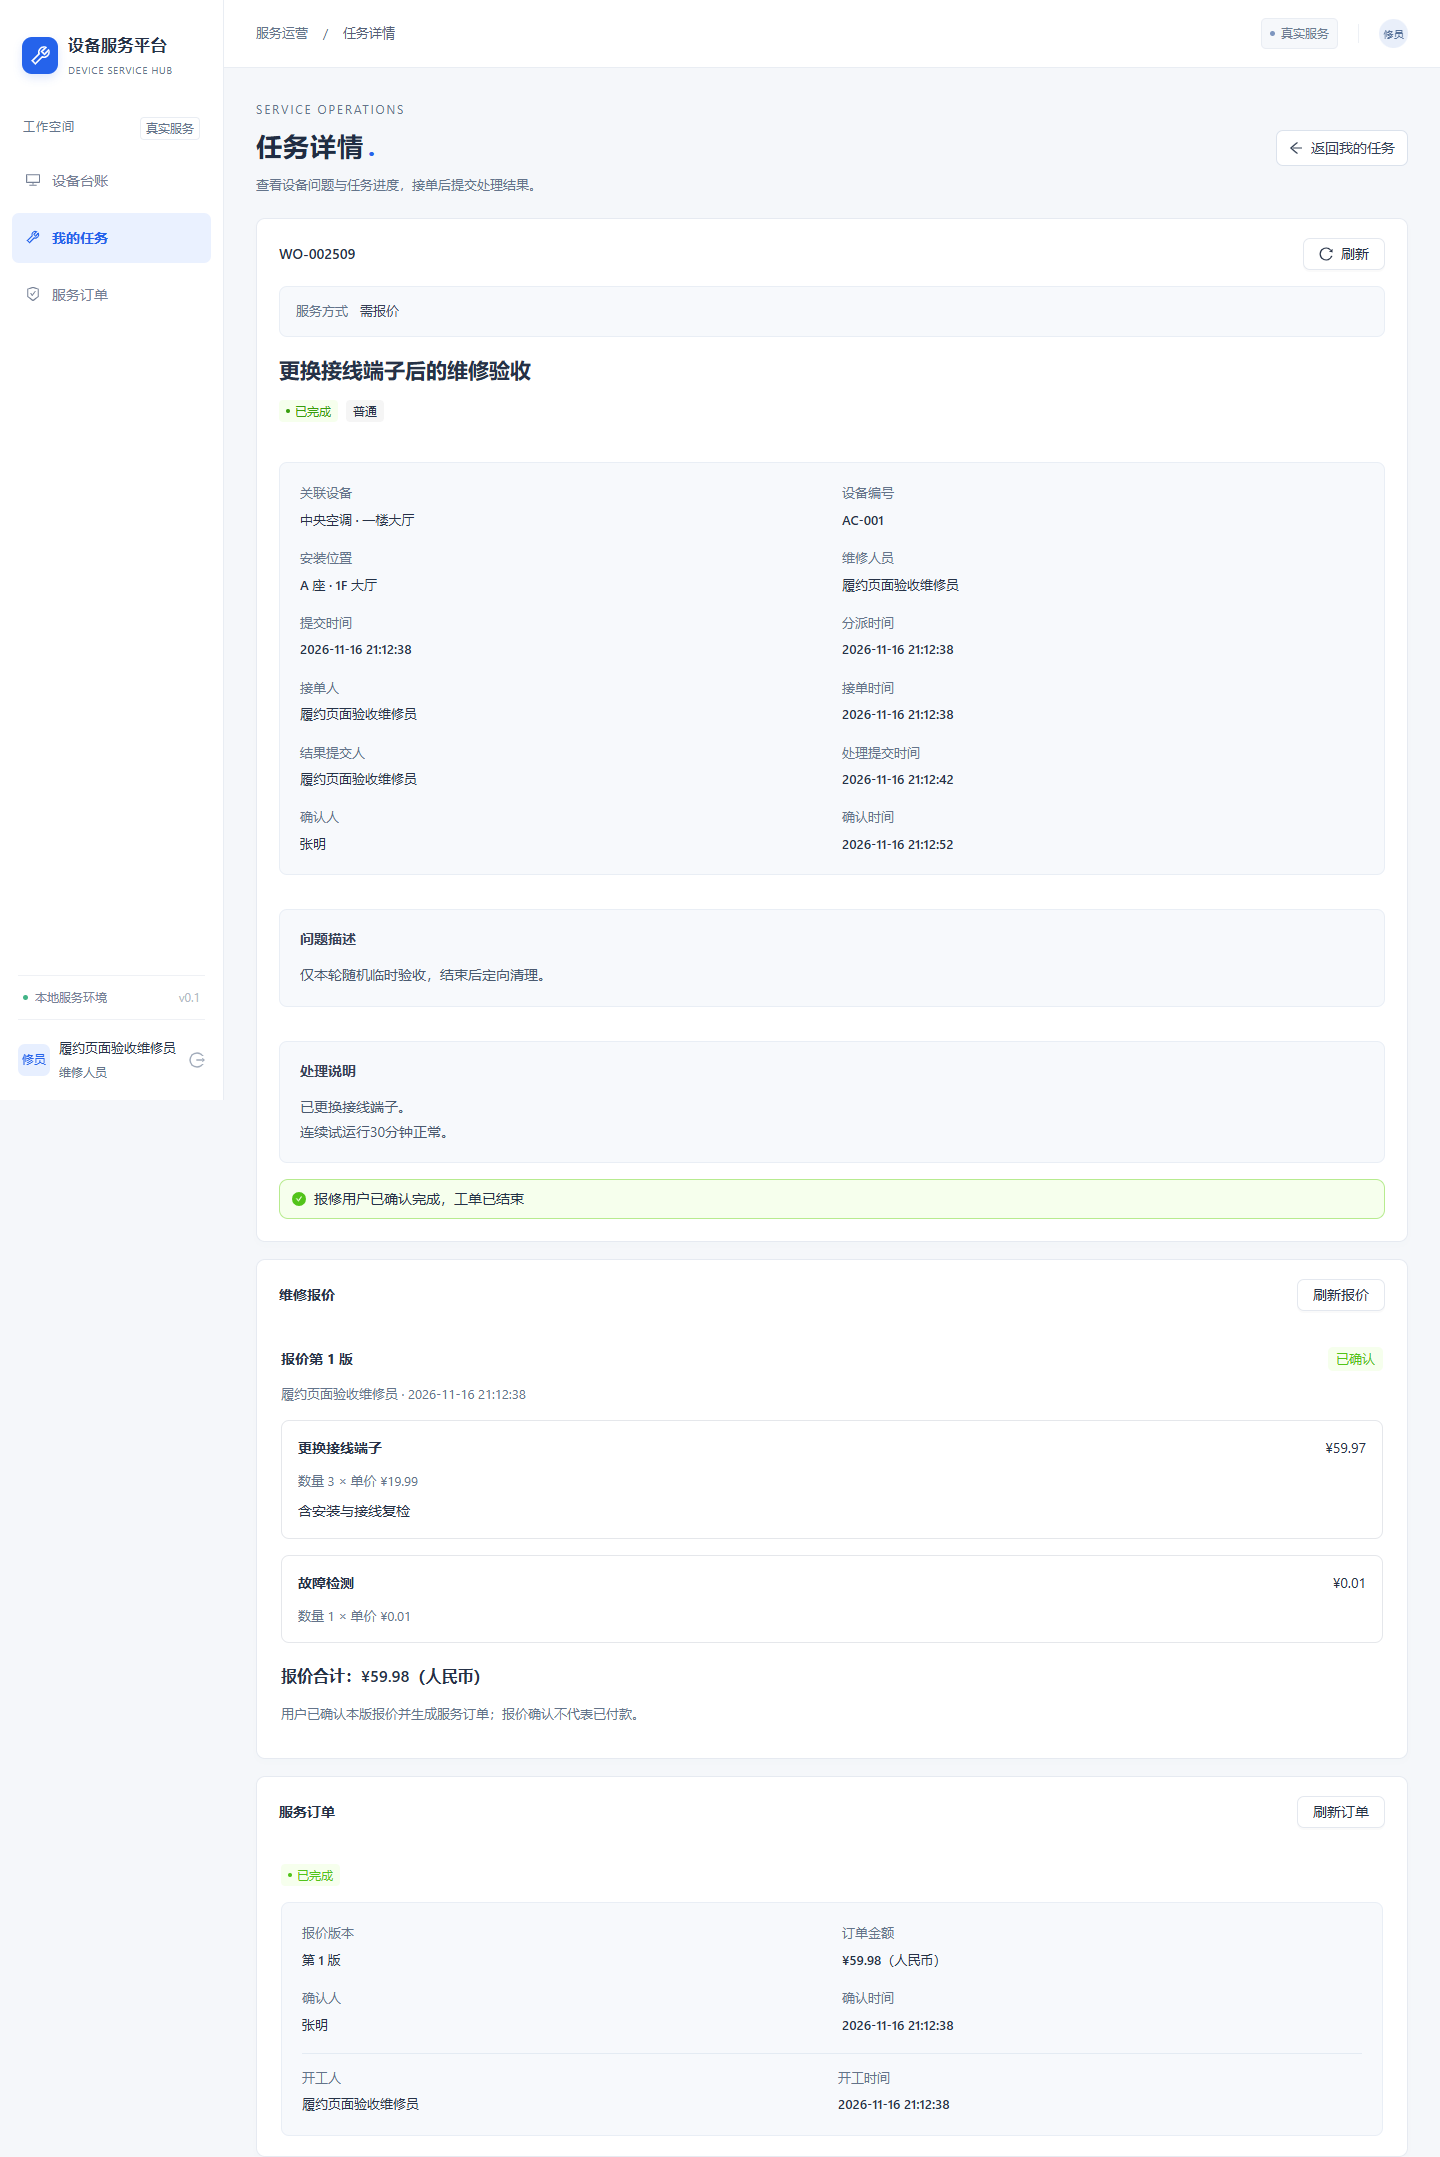 设备服务平台
DEVICE SERVICE HUB
工作空间
真实服务
设备台账
我的任务
服务订单
本地服务环境
v0.1
修员
履约页面验收维修员
维修人员
服务运营 / 任务详情
真实服务
修员
SERVICE OPERATIONS
任务详情.
查看设备问题与任务进度，接单后提交处理结果。
返回我的任务
WO-002509
刷新
服务方式 需报价
更换接线端子后的维修验收
已完成 普通
关联设备 设备编号
中央空调 · 一楼大厅 AC-001
安装位置 维修人员
A 座 · 1F 大厅 履约页面验收维修员
提交时间 分派时间
2026-11-16 21:12:38 2026-11-16 21:12:38
接单人 接单时间
履约页面验收维修员 2026-11-16 21:12:38
结果提交人 处理提交时间
履约页面验收维修员 2026-11-16 21:12:42
确认人 确认时间
张明 2026-11-16 21:12:52
问题描述
仅本轮随机临时验收，结束后定向清理。
处理说明
已更换接线端子。
连续试运行30分钟正常。
报修用户已确认完成，工单已结束
维修报价
刷新报价
报价第 1 版 已确认
履约页面验收维修员 · 2026-11-16 21:12:38
更换接线端子 ¥59.97
数量 3 × 单价 ¥19.99
含安装与接线复检
故障检测 ¥0.01
数量 1 × 单价 ¥0.01
报价合计：¥59.98（人民币）
用户已确认本版报价并生成服务订单；报价确认不代表已付款。
服务订单
刷新订单
已完成
报价版本 订单金额
第 1 版 ¥59.98（人民币）
确认人 确认时间
张明 2026-11-16 21:12:38
开工人 开工时间
履约页面验收维修员 2026-11-16 21:12:38